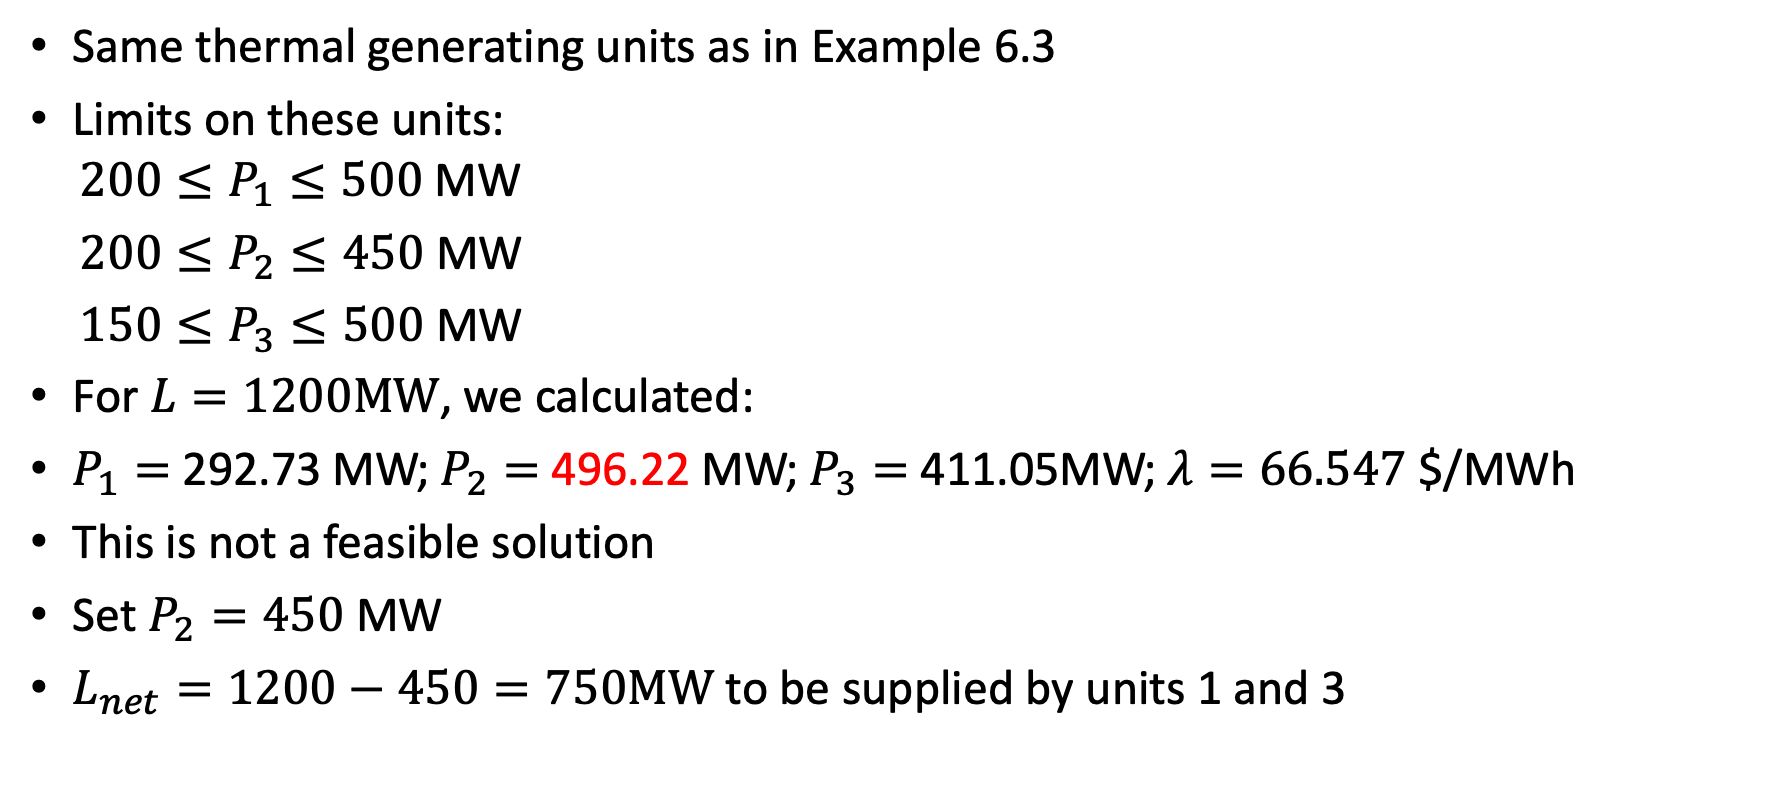 • Same thermal generating units as in Example 6.3
• Limits on these units:
200 ≤ P₁ ≤ 500 MW
200 ≤ P₂ ≤ 450 MW
150 ≤ P₃ ≤ 500 MW
• For L = 1200MW, we calculated:
• P₁ = 292.73 MW; P₂ = 496.22 MW; P₃ = 411.05MW; λ = 66.547 $/MWh
• This is not a feasible solution
• Set P₂ = 450 MW
• Lₙₑₜ = 1200 − 450 = 750MW to be supplied by units 1 and 3